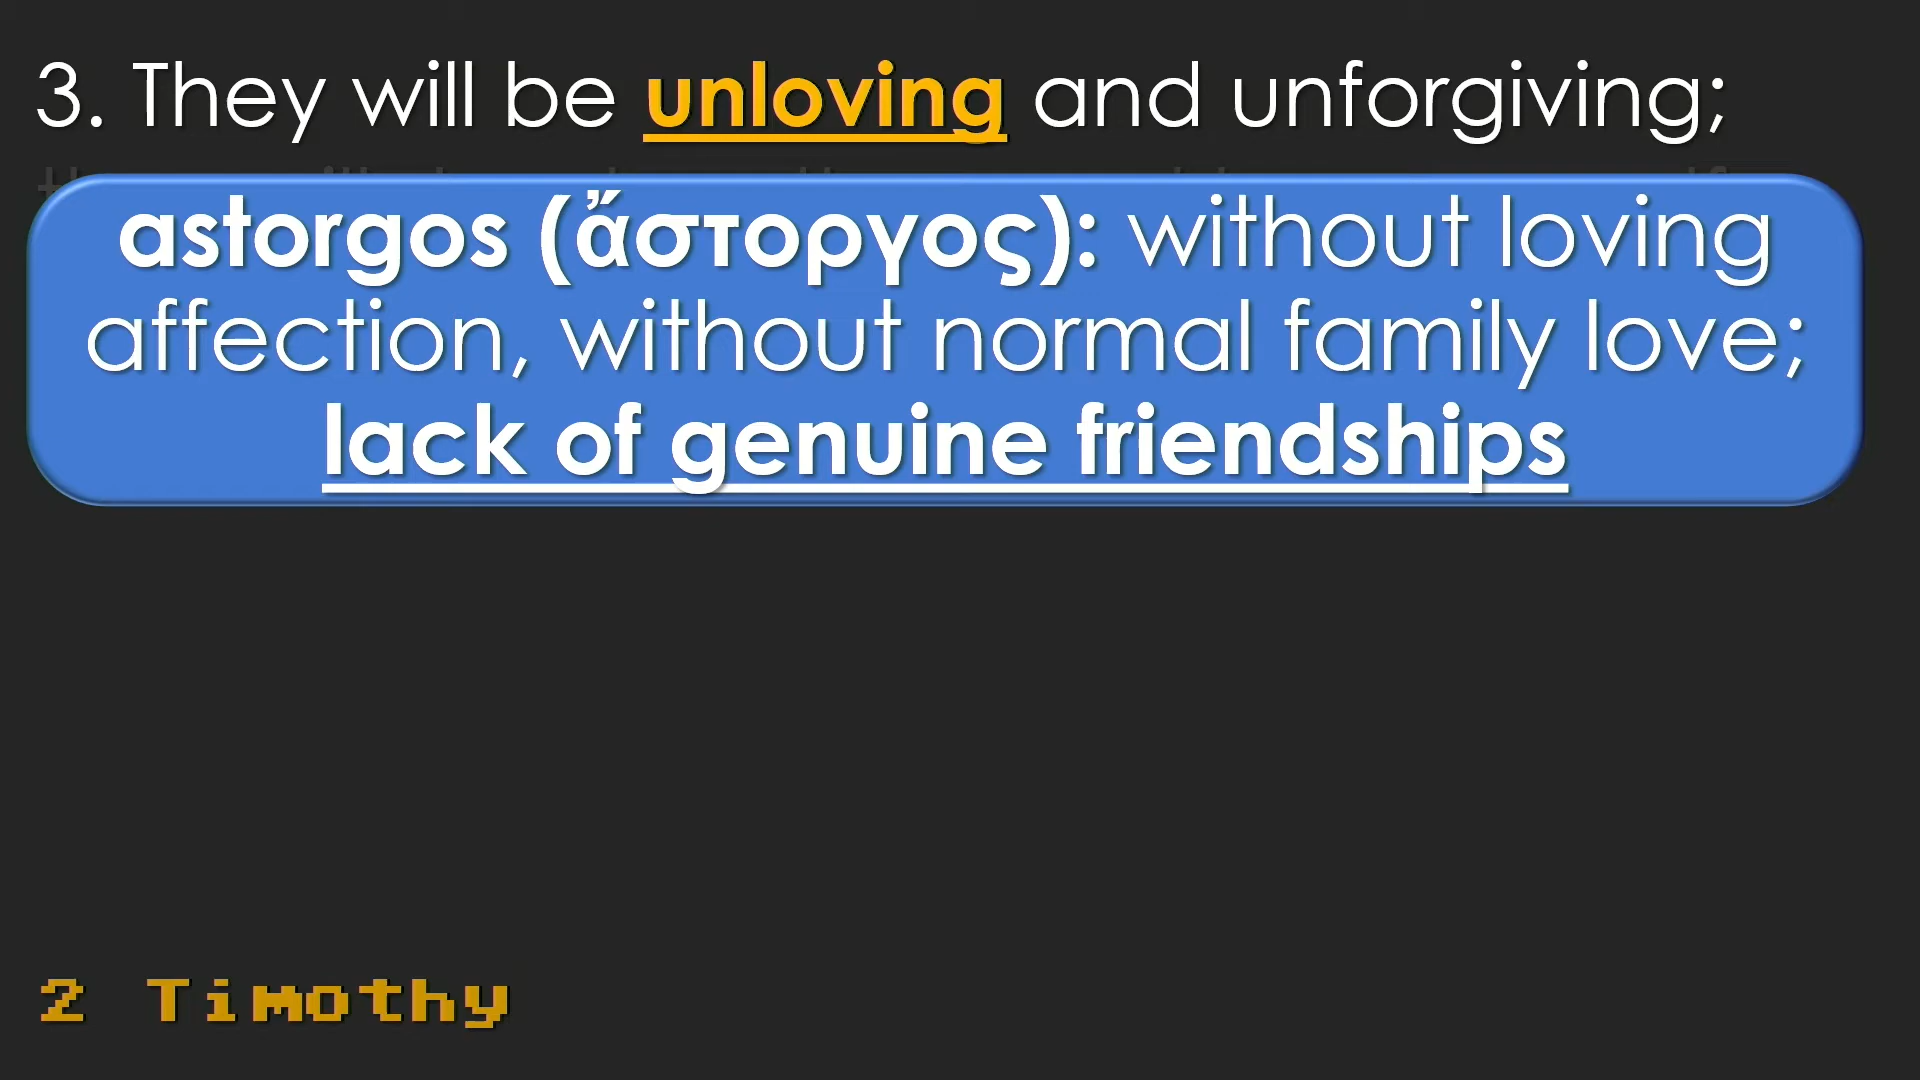 3. They will be unloving and unforgiving;
astorgos (ἄστοργος): without loving
affection, without normal family love;
lack of genuine friendships
2 Timothy